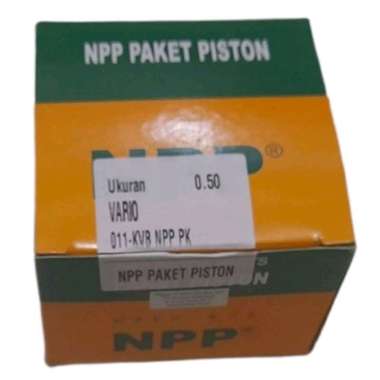 NPP PAKET PISTON
NPP®
Ukuran 0.50
VARIO
011-KVB NPP PK
NPP PAKET PISTON
NPP®